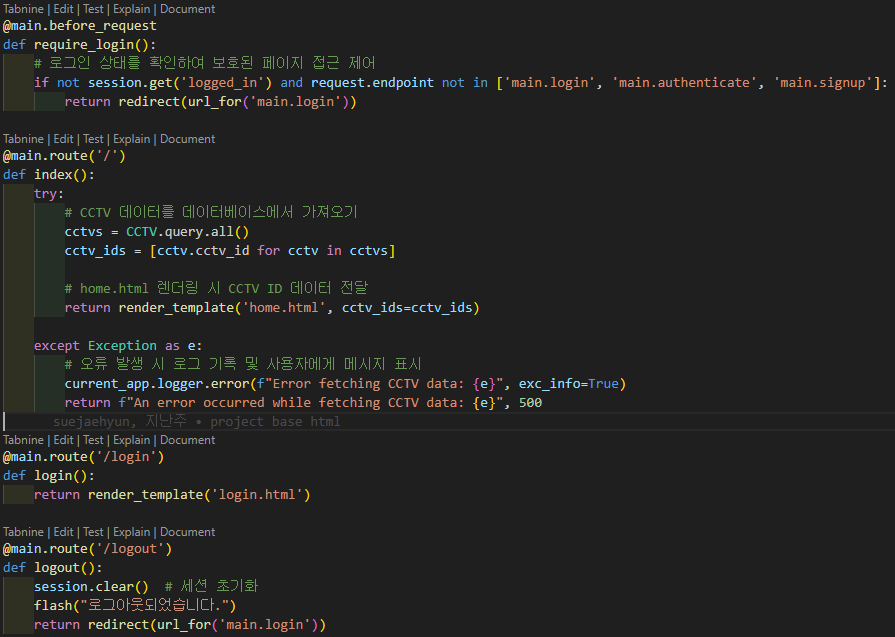 Tabnine | Edit | Test | Explain | Document
@main.before_request
def require_login():
    # 로그인 상태를 확인하여 보호된 페이지 접근 제어
    if not session.get('logged_in') and request.endpoint not in ['main.login', 'main.authenticate', 'main.signup']:
        return redirect(url_for('main.login'))
Tabnine | Edit | Test | Explain | Document
@main.route('/')
def index():
    try:
        # CCTV 데이터를 데이터베이스에서 가져오기
        cctvs = CCTV.query.all()
        cctv_ids = [cctv.cctv_id for cctv in cctvs]
        # home.html 렌더링 시 CCTV ID 데이터 전달
        return render_template('home.html', cctv_ids=cctv_ids)
    except Exception as e:
        # 오류 발생 시 로그 기록 및 사용자에게 메시지 표시
        current_app.logger.error(f"Error fetching CCTV data: {e}", exc_info=True)
        return f"An error occurred while fetching CCTV data: {e}", 500
suejaehyun, 지난주 • project base html
Tabnine | Edit | Test | Explain | Document
@main.route('/login')
def login():
    return render_template('login.html')
Tabnine | Edit | Test | Explain | Document
@main.route('/logout')
def logout():
    session.clear()  # 세션 초기화
    flash("로그아웃되었습니다.")
    return redirect(url_for('main.login'))